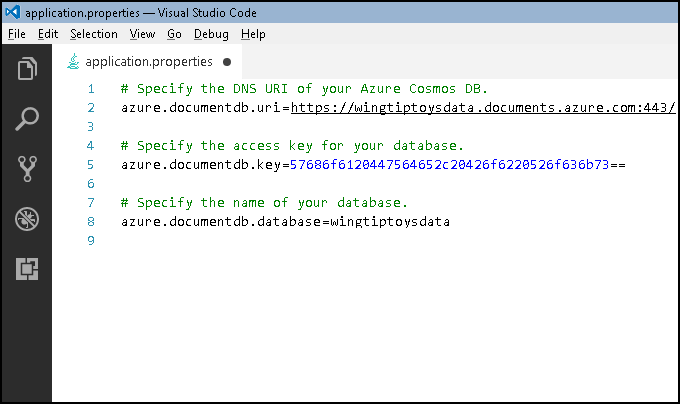 application.properties — Visual Studio Code
File Edit Selection View Go Debug Help
application.properties
1 # Specify the DNS URI of your Azure Cosmos DB.
2 azure.documentdb.uri=https://wingtiptoysdata.documents.azure.com:443/
3
4 # Specify the access key for your database.
5 azure.documentdb.key=57686f6120447564652c20426f6220526f636b73==
6
7 # Specify the name of your database.
8 azure.documentdb.database=wingtiptoysdata
9